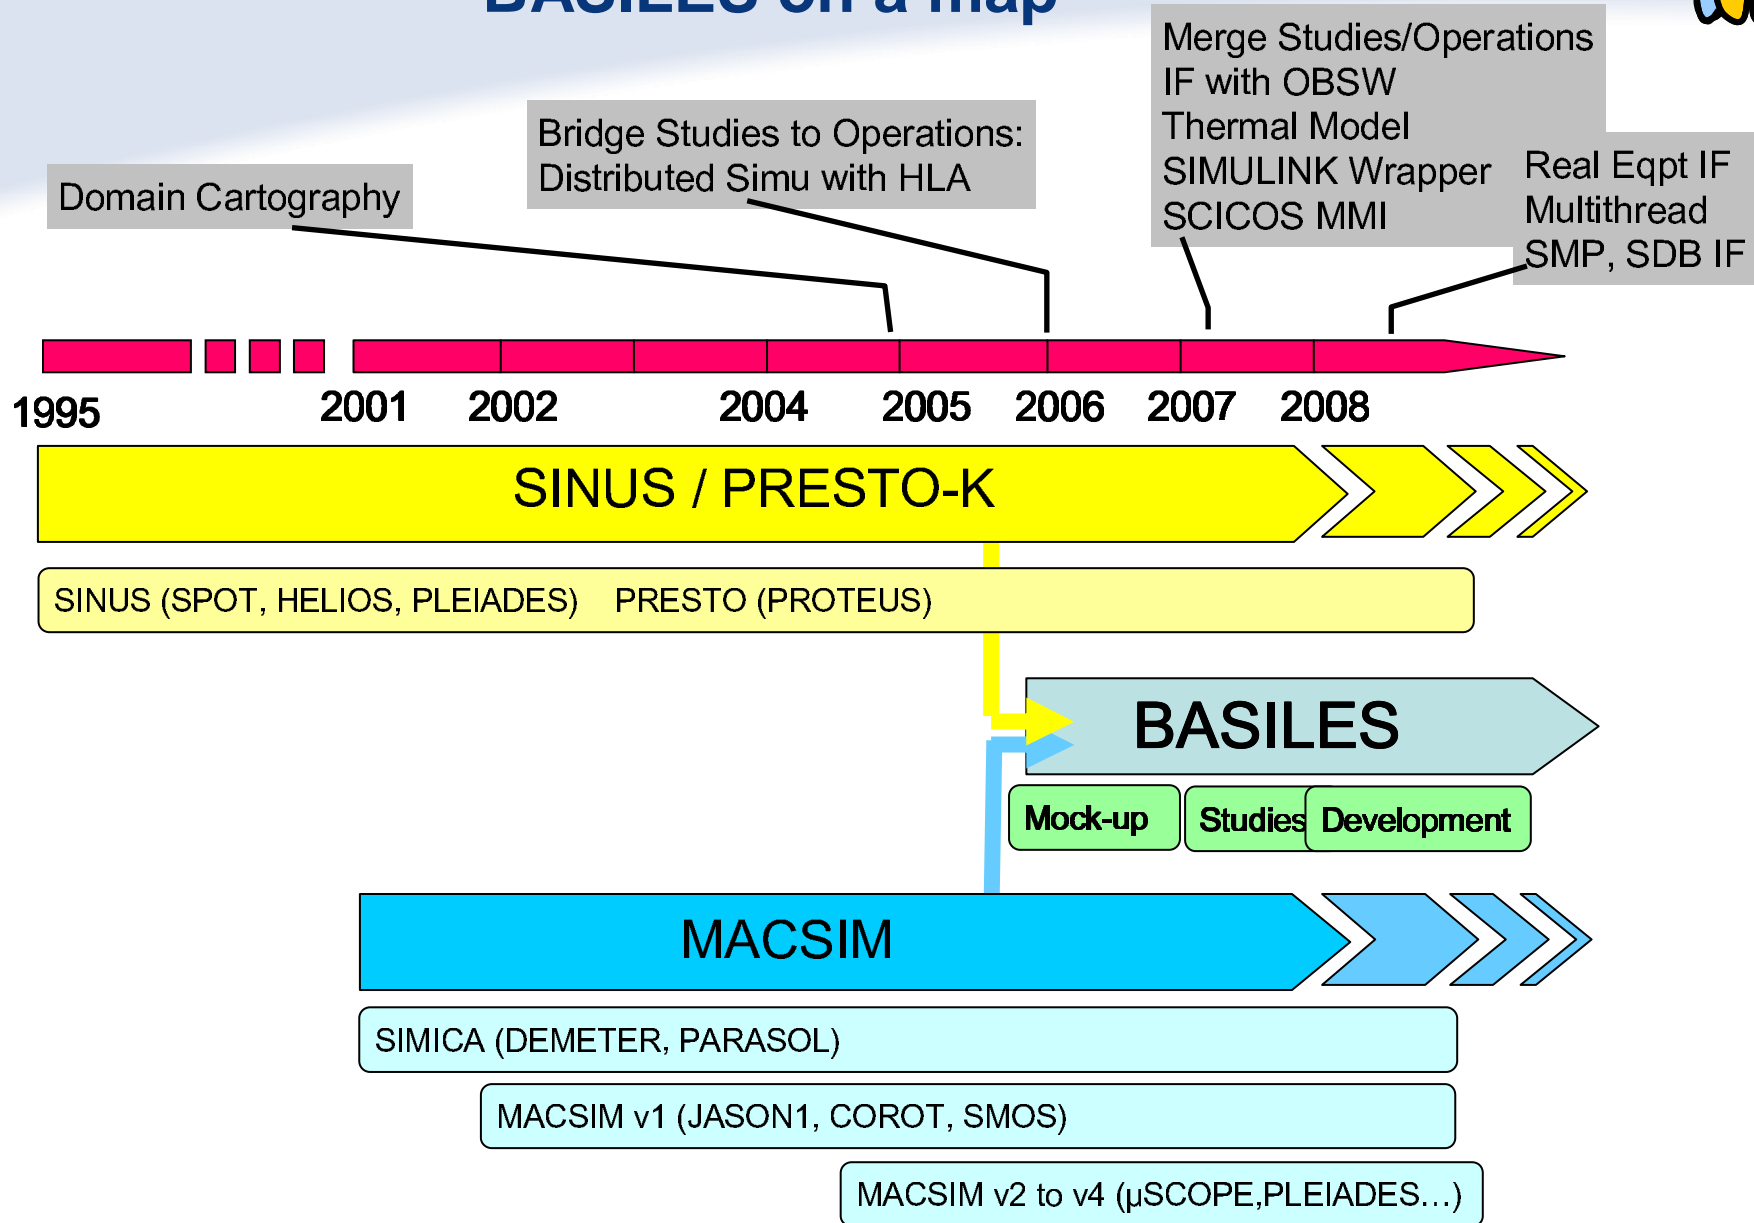 BASILES on a map
Merge Studies/Operations
IF with OBSW
Thermal Model
SIMULINK Wrapper
SCICOS MMI
Bridge Studies to Operations:
Distributed Simu with HLA
Real Eqpt IF
Multithread
SMP, SDB IF
Domain Cartography
1995 2001 2002 2004 2005 2006 2007 2008
SINUS / PRESTO-K
SINUS (SPOT, HELIOS, PLEIADES) PRESTO (PROTEUS)
BASILES
Mock-up Studies Development
MACSIM
SIMICA (DEMETER, PARASOL)
MACSIM v1 (JASON1, COROT, SMOS)
MACSIM v2 to v4 (µSCOPE,PLEIADES...)